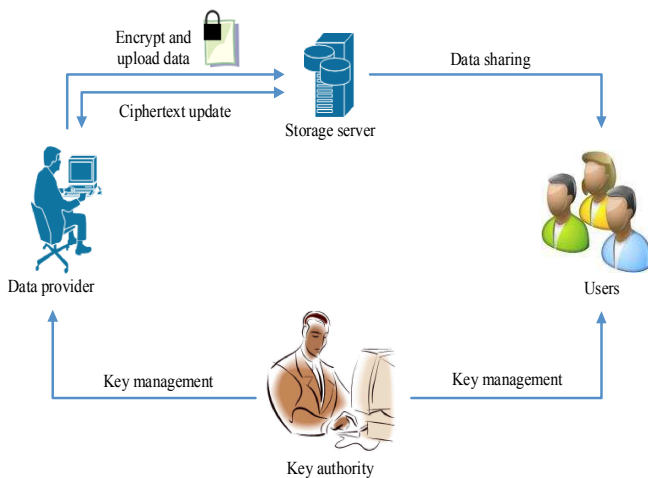 Encrypt and
upload data
Data sharing
Ciphertext update
Storage server
Data provider
Users
Key management
Key management
Key authority